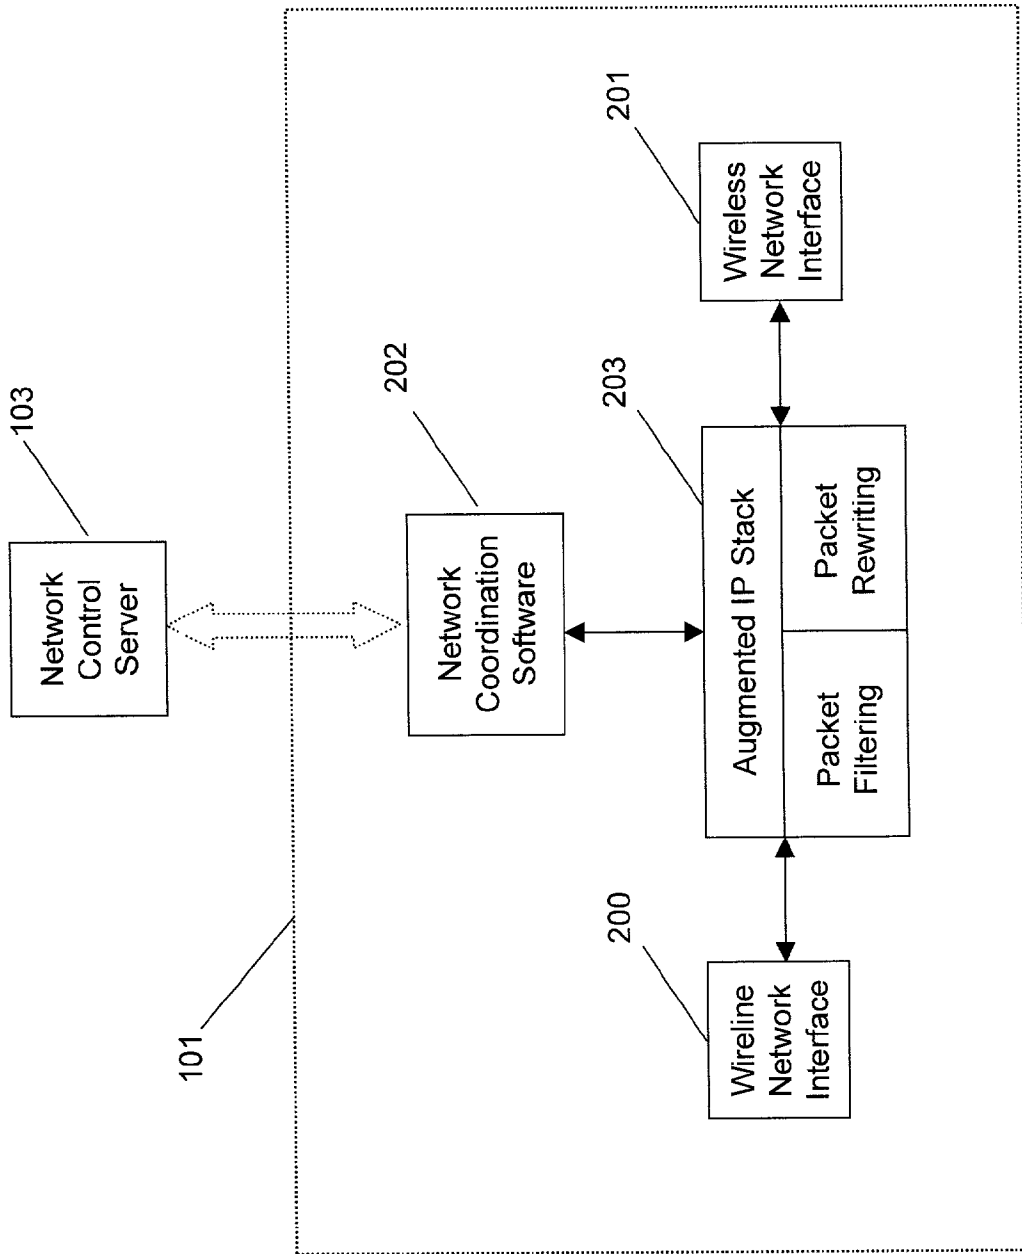 Network
Control
Server
103
101
Network
Coordination
Software
202
Wireline
Network
Interface
200
Augmented IP Stack
Packet
Filtering
Packet
Rewriting
203
Wireless
Network
Interface
201